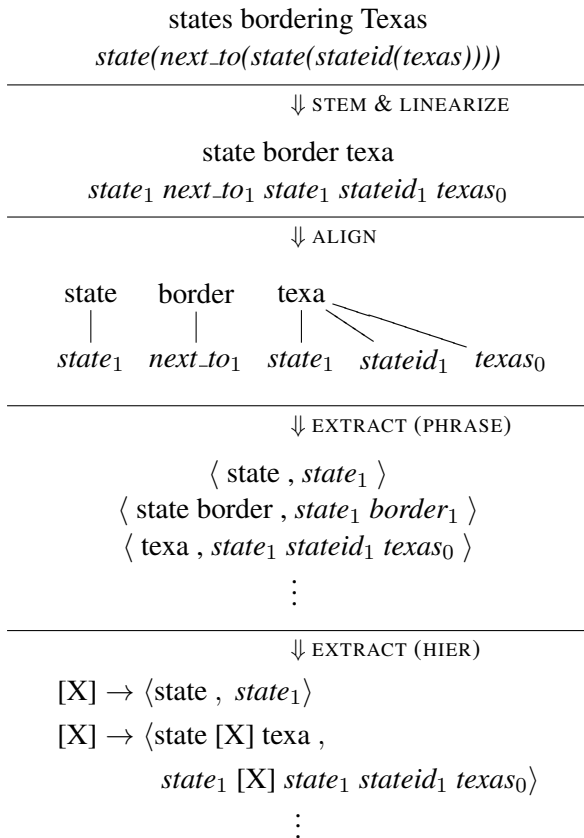 states bordering Texas
state(next_to(state(stateid(texas))))
⇓ STEM & LINEARIZE
state border texa
state₁ next_to₁ state₁ stateid₁ texas₀
⇓ ALIGN
state border texa
state₁ next_to₁ state₁ stateid₁ texas₀
⇓ EXTRACT (PHRASE)
⟨ state , state₁ ⟩
⟨ state border , state₁ border₁ ⟩
⟨ texa , state₁ stateid₁ texas₀ ⟩
⋮
⇓ EXTRACT (HIER)
[X] → ⟨state , state₁⟩
[X] → ⟨state [X] texa ,
state₁ [X] state₁ stateid₁ texas₀⟩
⋮